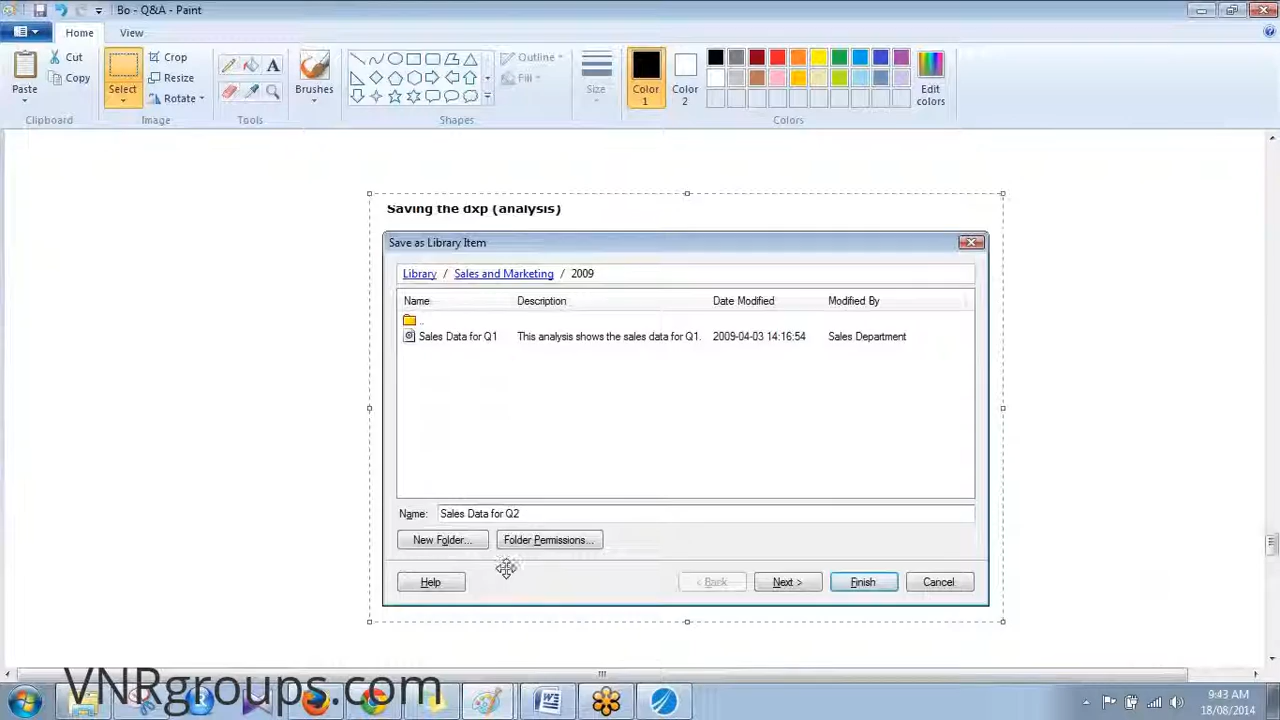 Bo - Q&A - Paint
Home View
Paste
Cut
Copy
Clipboard
Select
Crop
Resize
Rotate
Image
A
Tools
Brushes
Outline
Fill
Shapes
Size
Color 1
Color 2
Edit colors
Colors
Saving the dxp (analysis)
Save as Library Item
Library / Sales and Marketing / 2009
Name Description Date Modified Modified By
..
Sales Data for Q1 This analysis shows the sales data for Q1. 2009-04-03 14:16:54 Sales Department
Name: Sales Data for Q2
New Folder... Folder Permissions...
Help < Back Next > Finish Cancel
VNRgroups.com
9:43 AM
18/08/2014